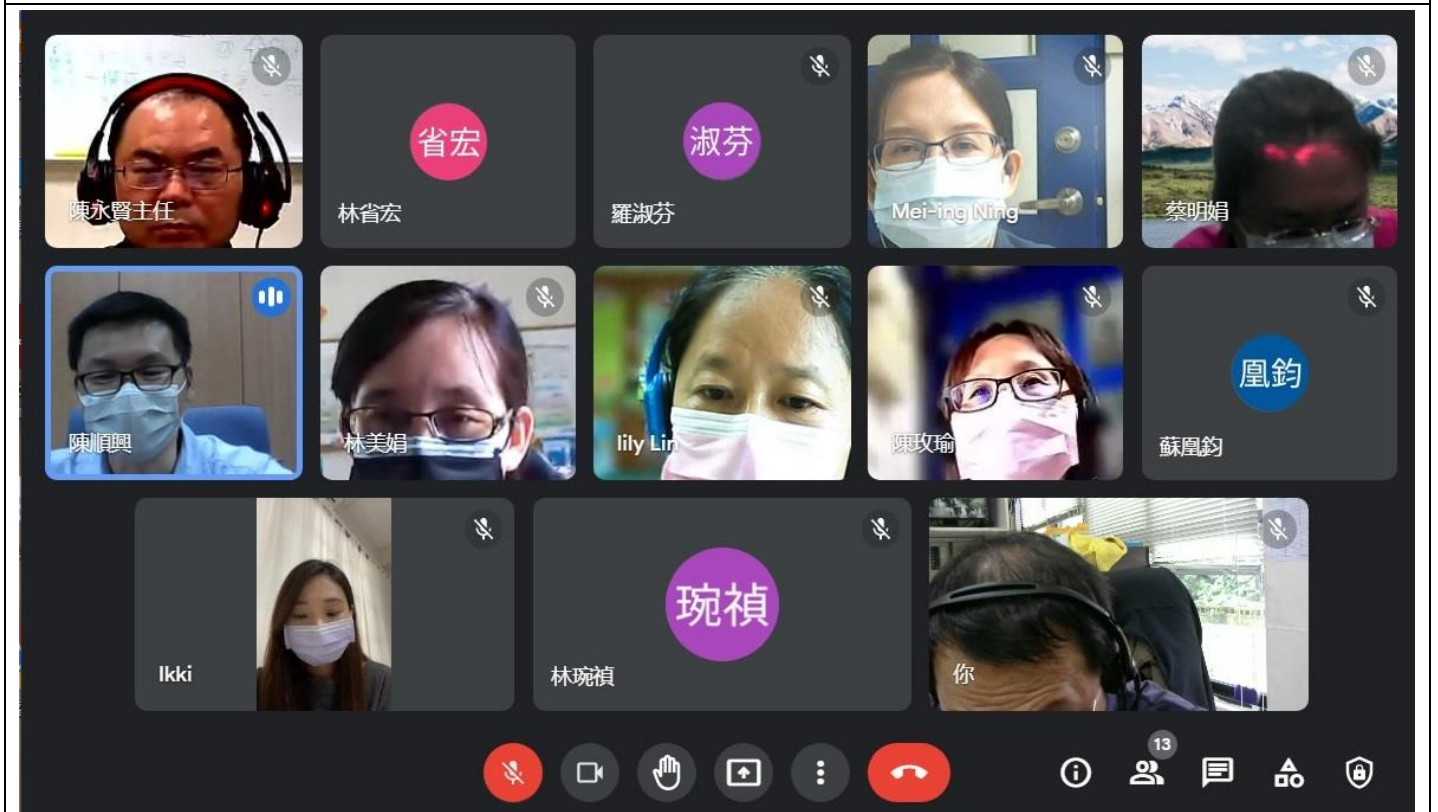 省宏
淑芬
陳永賢主任
林省宏
羅淑芬
Mei-ing Ning
蔡明娟
凰鈞
陳順興
林美娟
lily Lin
陳玫瑜
蘇凰鈞
琬禎
Ikki
林琬禎
你
13